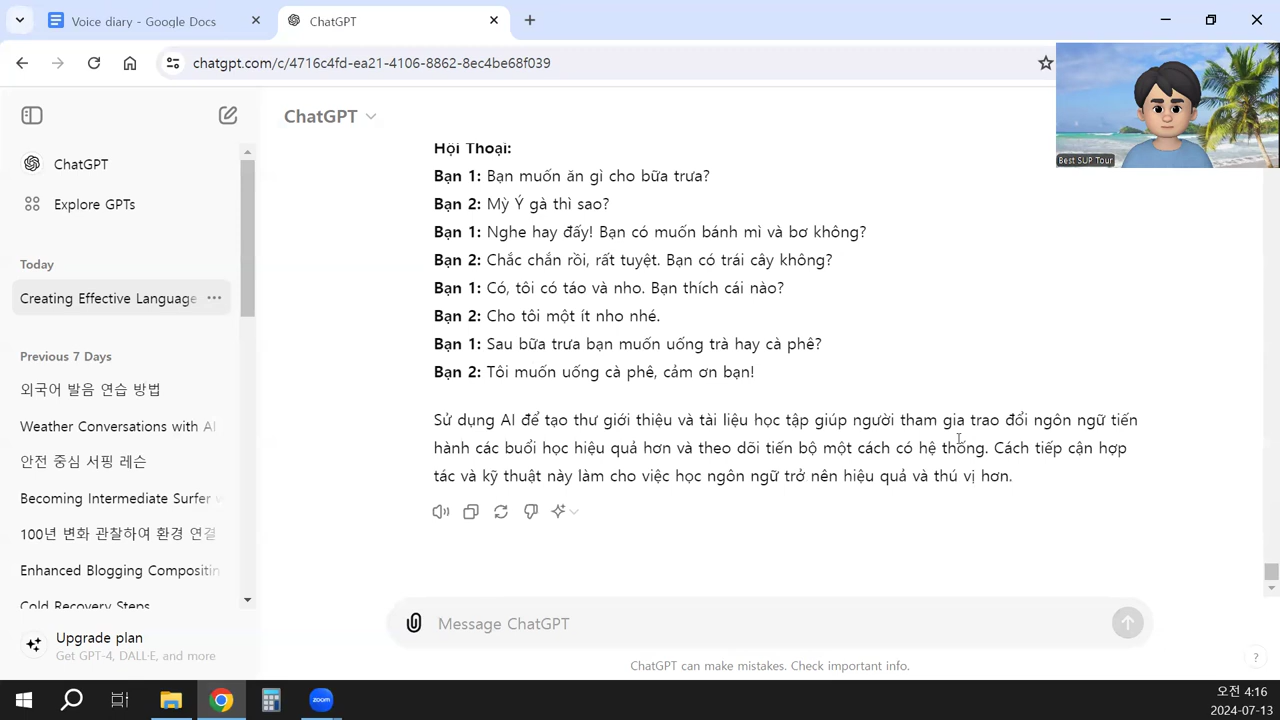 Voice diary - Google Docs
ChatGPT
chatgpt.com/c/4716c4fd-ea21-4106-8862-8ec4be68f039
Best SUP Tour
ChatGPT
ChatGPT
Explore GPTs
Today
Creating Effective Language
Previous 7 Days
외국어 발음 연습 방법
Weather Conversations with AI
안전 중심 서핑 레슨
Becoming Intermediate Surfer
100년 변화 관찰하여 환경 연결
Enhanced Blogging Compositin
Cold Recovery Steps
Upgrade plan
Get GPT-4, DALL·E, and more
Hội Thoại:
Bạn 1: Bạn muốn ăn gì cho bữa trưa?
Bạn 2: Mỳ Ý gà thì sao?
Bạn 1: Nghe hay đấy! Bạn có muốn bánh mì và bơ không?
Bạn 2: Chắc chắn rồi, rất tuyệt. Bạn có trái cây không?
Bạn 1: Có, tôi có táo và nho. Bạn thích cái nào?
Bạn 2: Cho tôi một ít nho nhé.
Bạn 1: Sau bữa trưa bạn muốn uống trà hay cà phê?
Bạn 2: Tôi muốn uống cà phê, cảm ơn bạn!
Sử dụng AI để tạo thư giới thiệu và tài liệu học tập giúp người tham gia trao đổi ngôn ngữ tiến
hành các buổi học hiệu quả hơn và theo dõi tiến bộ một cách có hệ thống. Cách tiếp cận hợp
tác và kỹ thuật này làm cho việc học ngôn ngữ trở nên hiệu quả và thú vị hơn.
Message ChatGPT
ChatGPT can make mistakes. Check important info.
?
zoom
오전 4:16
2024-07-13